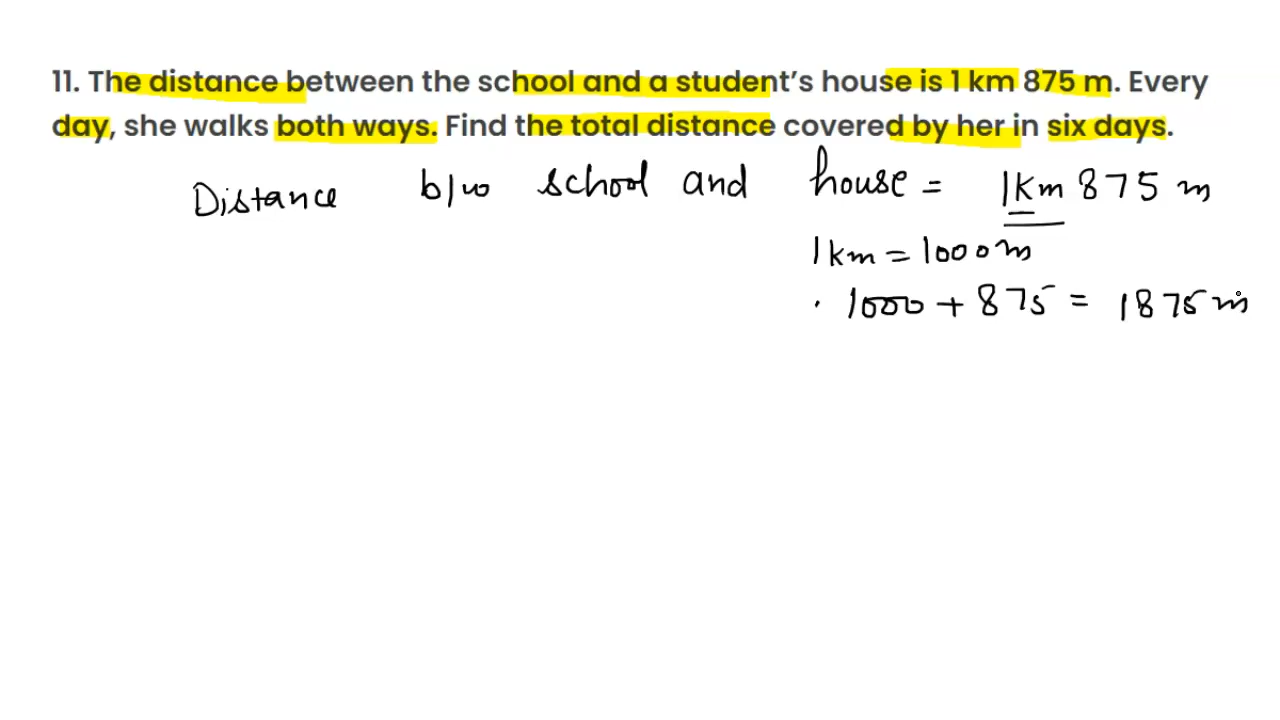 11. The distance between the school and a student's house is 1 km 875 m. Every
day, she walks both ways. Find the total distance covered by her in six days.
Distance b/w school and house = 1km 875 m
1km = 1000m
. 1000 + 875 = 1875 m